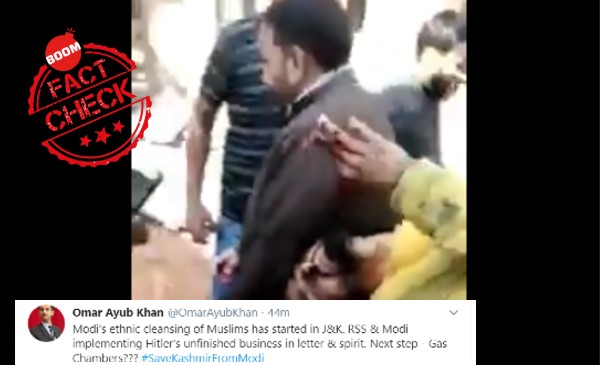 BOOM
FACT
CHECK
Omar Ayub Khan @OmarAyubKhan · 44m
Modi's ethnic cleansing of Muslims has started in J&K. RSS & Modi
implementing Hitler's unfinished business in letter & spirit. Next step - Gas
Chambers??? #SaveKashmirFromModi